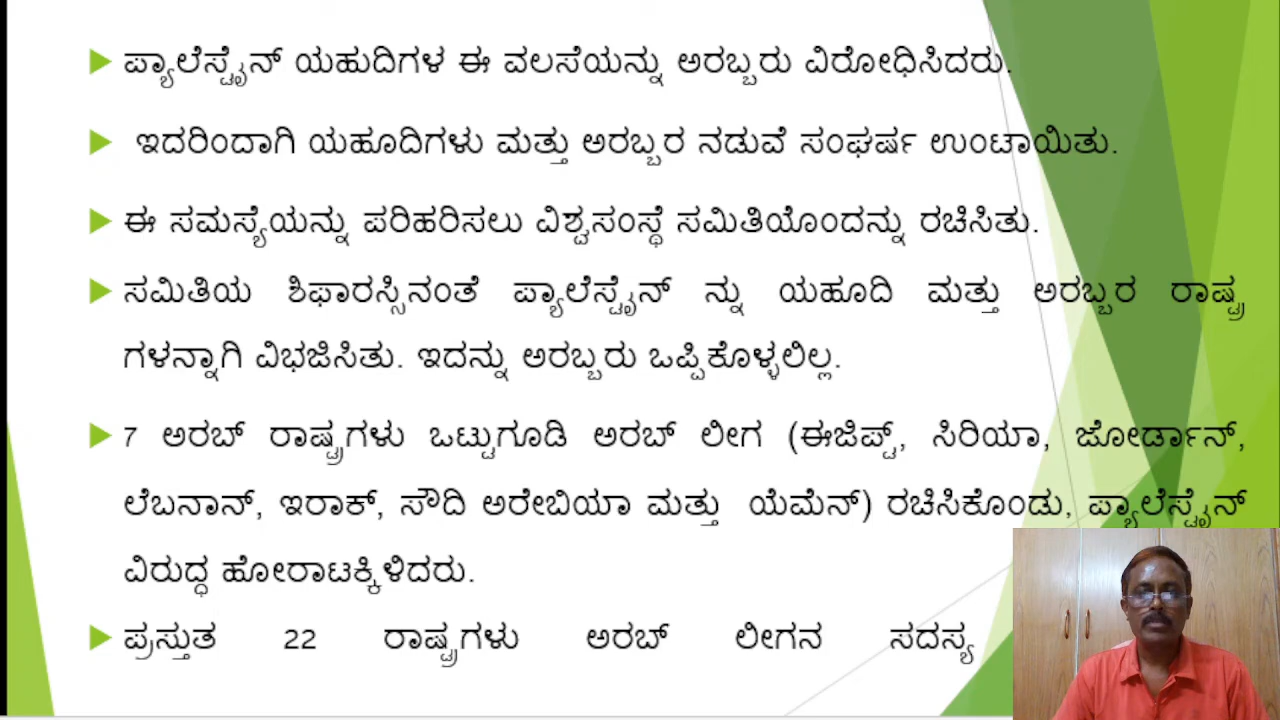 ಪ್ಯಾಲೆಸ್ಟೈನ್ ಯಹುದಿಗಳ ಈ ವಲಸೆಯನ್ನು ಅರಬ್ಬರು ವಿರೋಧಿಸಿದರು.
ಇದರಿಂದಾಗಿ ಯಹೂದಿಗಳು ಮತ್ತು ಅರಬ್ಬರ ನಡುವೆ ಸಂಘರ್ಷ ಉಂಟಾಯಿತು.
ಈ ಸಮಸ್ಯೆಯನ್ನು ಪರಿಹರಿಸಲು ವಿಶ್ವಸಂಸ್ಥೆ ಸಮಿತಿಯೊಂದನ್ನು ರಚಿಸಿತು.
ಸಮಿತಿಯ ಶಿಫಾರಸ್ಸಿನಂತೆ ಪ್ಯಾಲೆಸ್ಟೈನ್ ನ್ನು ಯಹೂದಿ ಮತ್ತು ಅರಬ್ಬರ ರಾಷ್ಟ್ರ
ಗಳನ್ನಾಗಿ ವಿಭಜಿಸಿತು. ಇದನ್ನು ಅರಬ್ಬರು ಒಪ್ಪಿಕೊಳ್ಳಲಿಲ್ಲ.
7 ಅರಬ್ ರಾಷ್ಟ್ರಗಳು ಒಟ್ಟುಗೂಡಿ ಅರಬ್ ಲೀಗ (ಈಜಿಪ್ಟ್, ಸಿರಿಯಾ, ಜೋರ್ಡಾನ್,
ಲೆಬನಾನ್, ಇರಾಕ್, ಸೌದಿ ಅರೇಬಿಯಾ ಮತ್ತು ಯೆಮೆನ್) ರಚಿಸಿಕೊಂಡು, ಪ್ಯಾಲೆಸ್ಟೈನ್
ವಿರುದ್ಧ ಹೋರಾಟಕ್ಕಿಳಿದರು.
ಪ್ರಸ್ತುತ 22 ರಾಷ್ಟ್ರಗಳು ಅರಬ್ ಲೀಗನ ಸದಸ್ಯ